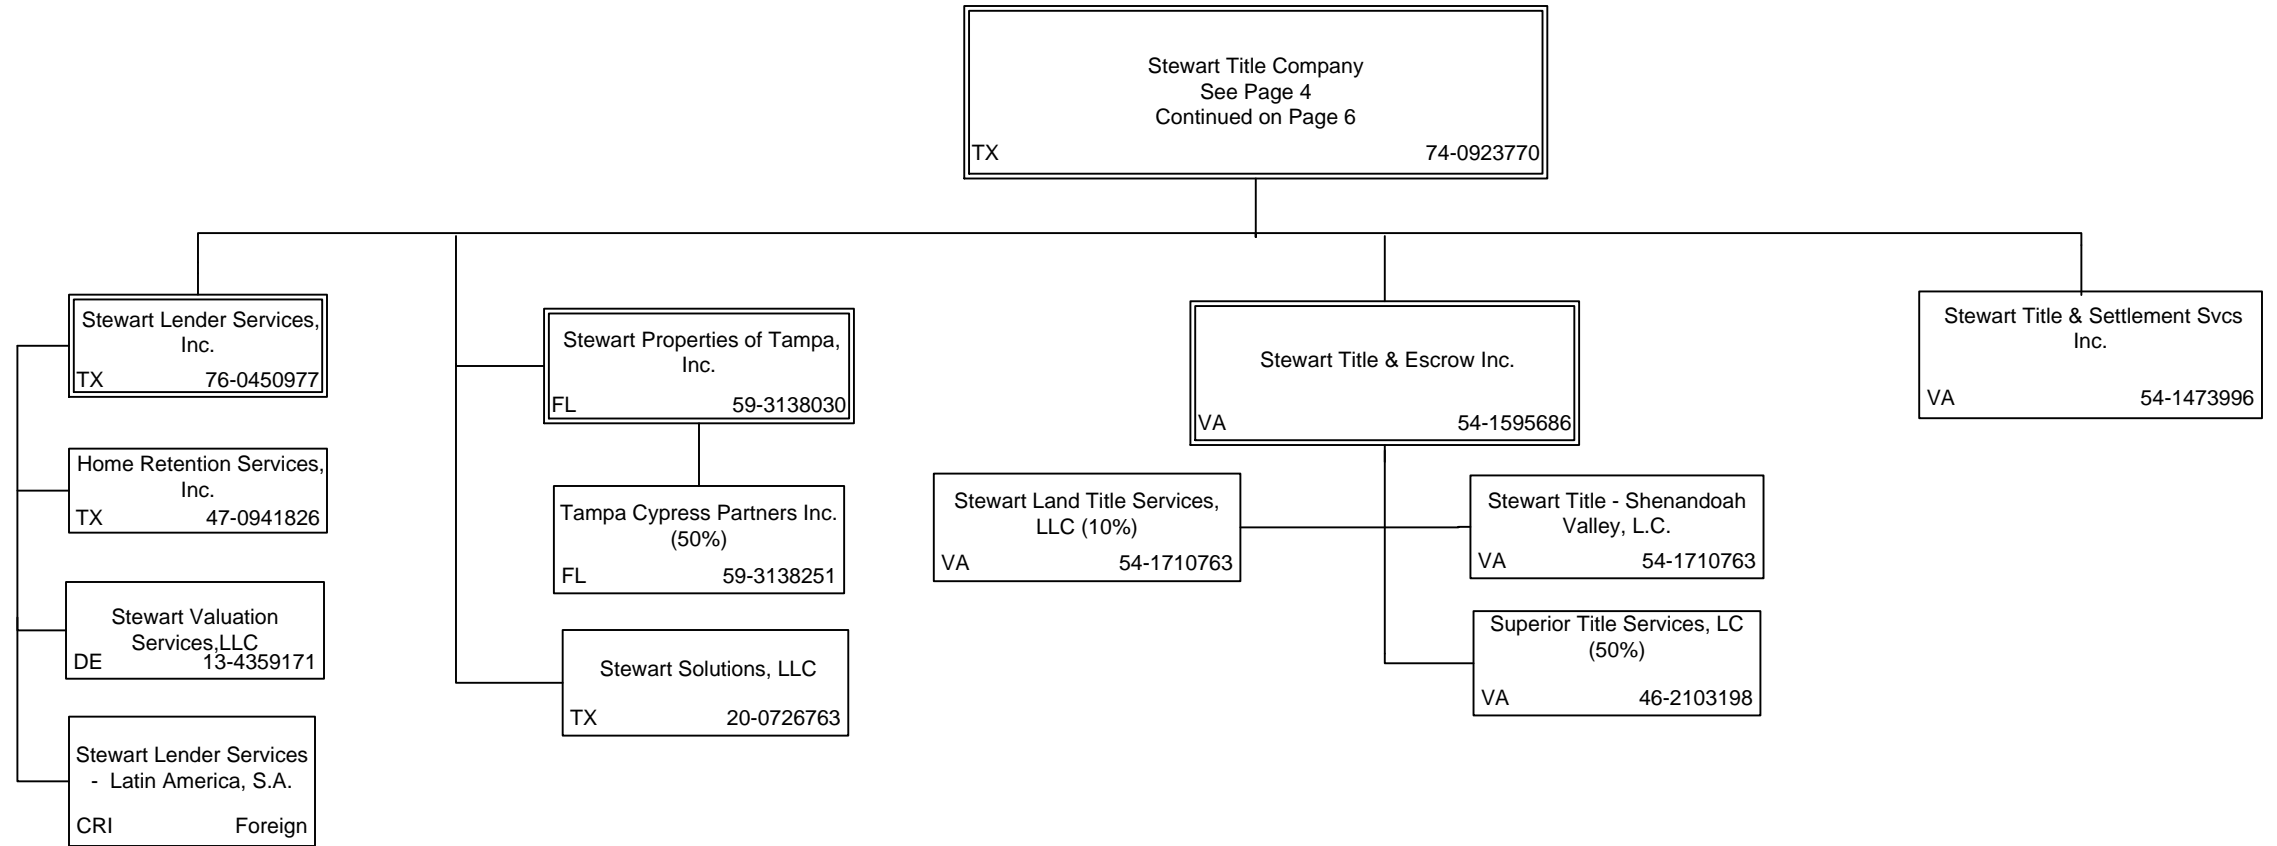 Stewart Title Company
See Page 4
Continued on Page 6
TX 74-0923770
Stewart Lender Services,
Inc.
TX 76-0450977
Home Retention Services,
Inc.
TX 47-0941826
Stewart Valuation
Services,LLC
DE 13-4359171
Stewart Lender Services
- Latin America, S.A.
CRI Foreign
Stewart Properties of Tampa,
Inc.
FL 59-3138030
Tampa Cypress Partners Inc.
(50%)
FL 59-3138251
Stewart Solutions, LLC
TX 20-0726763
Stewart Title & Escrow Inc.
VA 54-1595686
Stewart Land Title Services,
LLC (10%)
VA 54-1710763
Stewart Title - Shenandoah
Valley, L.C.
VA 54-1710763
Superior Title Services, LC
(50%)
VA 46-2103198
Stewart Title & Settlement Svcs
Inc.
VA 54-1473996